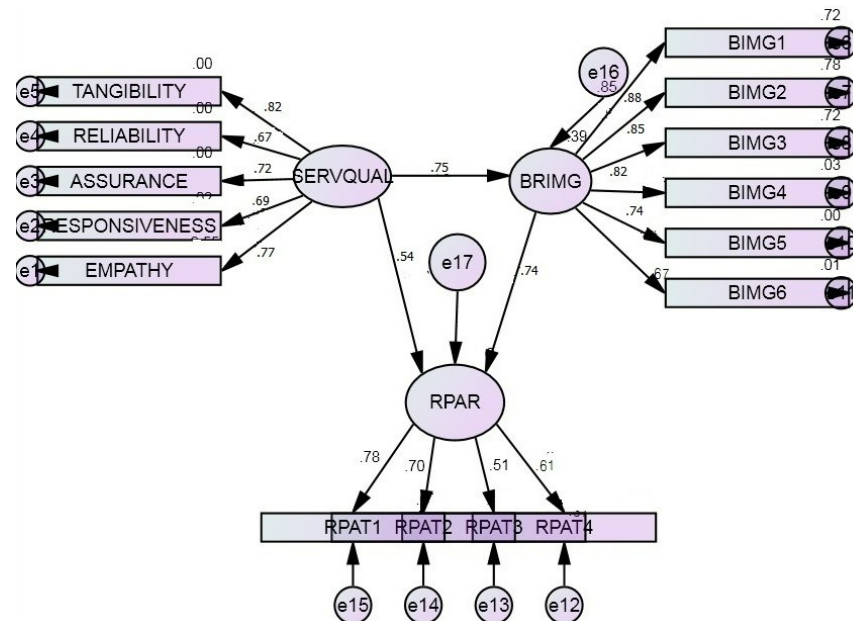 .00
e5 TANGIBILITY
.82
.00
e4 RELIABILITY
.67
.00
e3 ASSURANCE
.72
e2 RESPONSIVENESS
.69
e1 EMPATHY
.77
SERVQUAL
.75
.54
e16
.85
.39
BRIMG
.74
.72
BIMG1
.88
.78
BIMG2
.85
.72
BIMG3
.82
.03
BIMG4
.74
.00
BIMG5
.67
.01
BIMG6
e17
RPAR
.78
.70
.51
.61
RPAT1 RPAT2 RPAT3 RPAT4
e15 e14 e13 e12